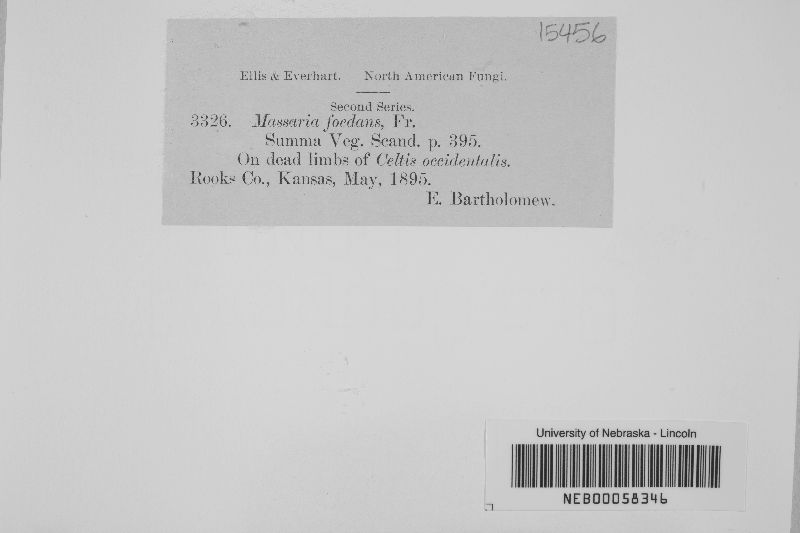 15456
Ellis & Everhart. North American Fungi.
Second Series.
3326. Massaria foedans, Fr.
Summa Veg. Scand. p. 395.
On dead limbs of Celtis occidentalis.
Rooks Co., Kansas, May, 1895.
E. Bartholomew.
University of Nebraska - Lincoln
NEB00058346